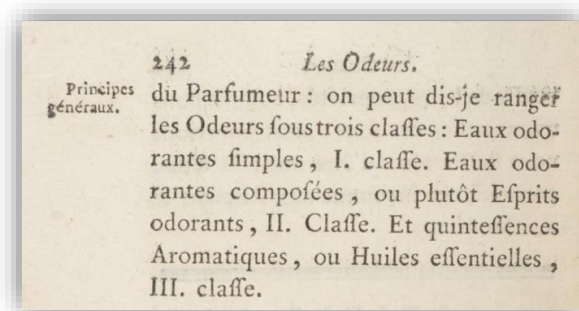 242 Les Odeurs.
Principes
généraux.
du Parfumeur : on peut dis-je ranger
les Odeurs ſous trois claſſes : Eaux odo-
rantes ſimples, I. claſſe. Eaux odo-
rantes compoſées, ou plutôt Eſprits
odorants, II. Claſſe. Et quinteſſences
Aromatiques, ou Huiles eſſentielles,
III. claſſe.